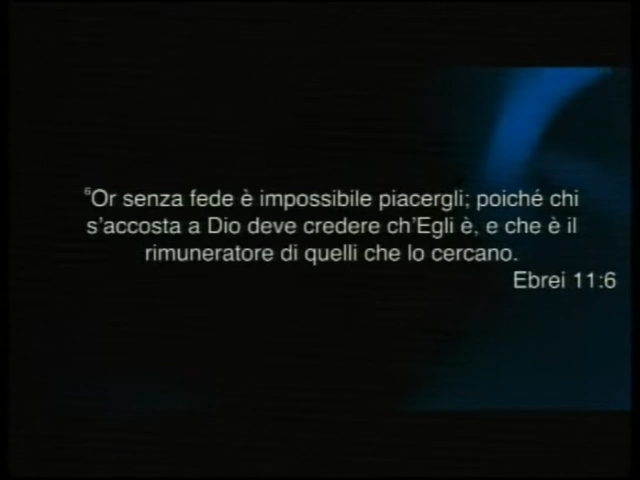 ⁶Or senza fede è impossibile piacergli; poiché chi
s'accosta a Dio deve credere ch'Egli è, e che è il
rimuneratore di quelli che lo cercano.
Ebrei 11:6